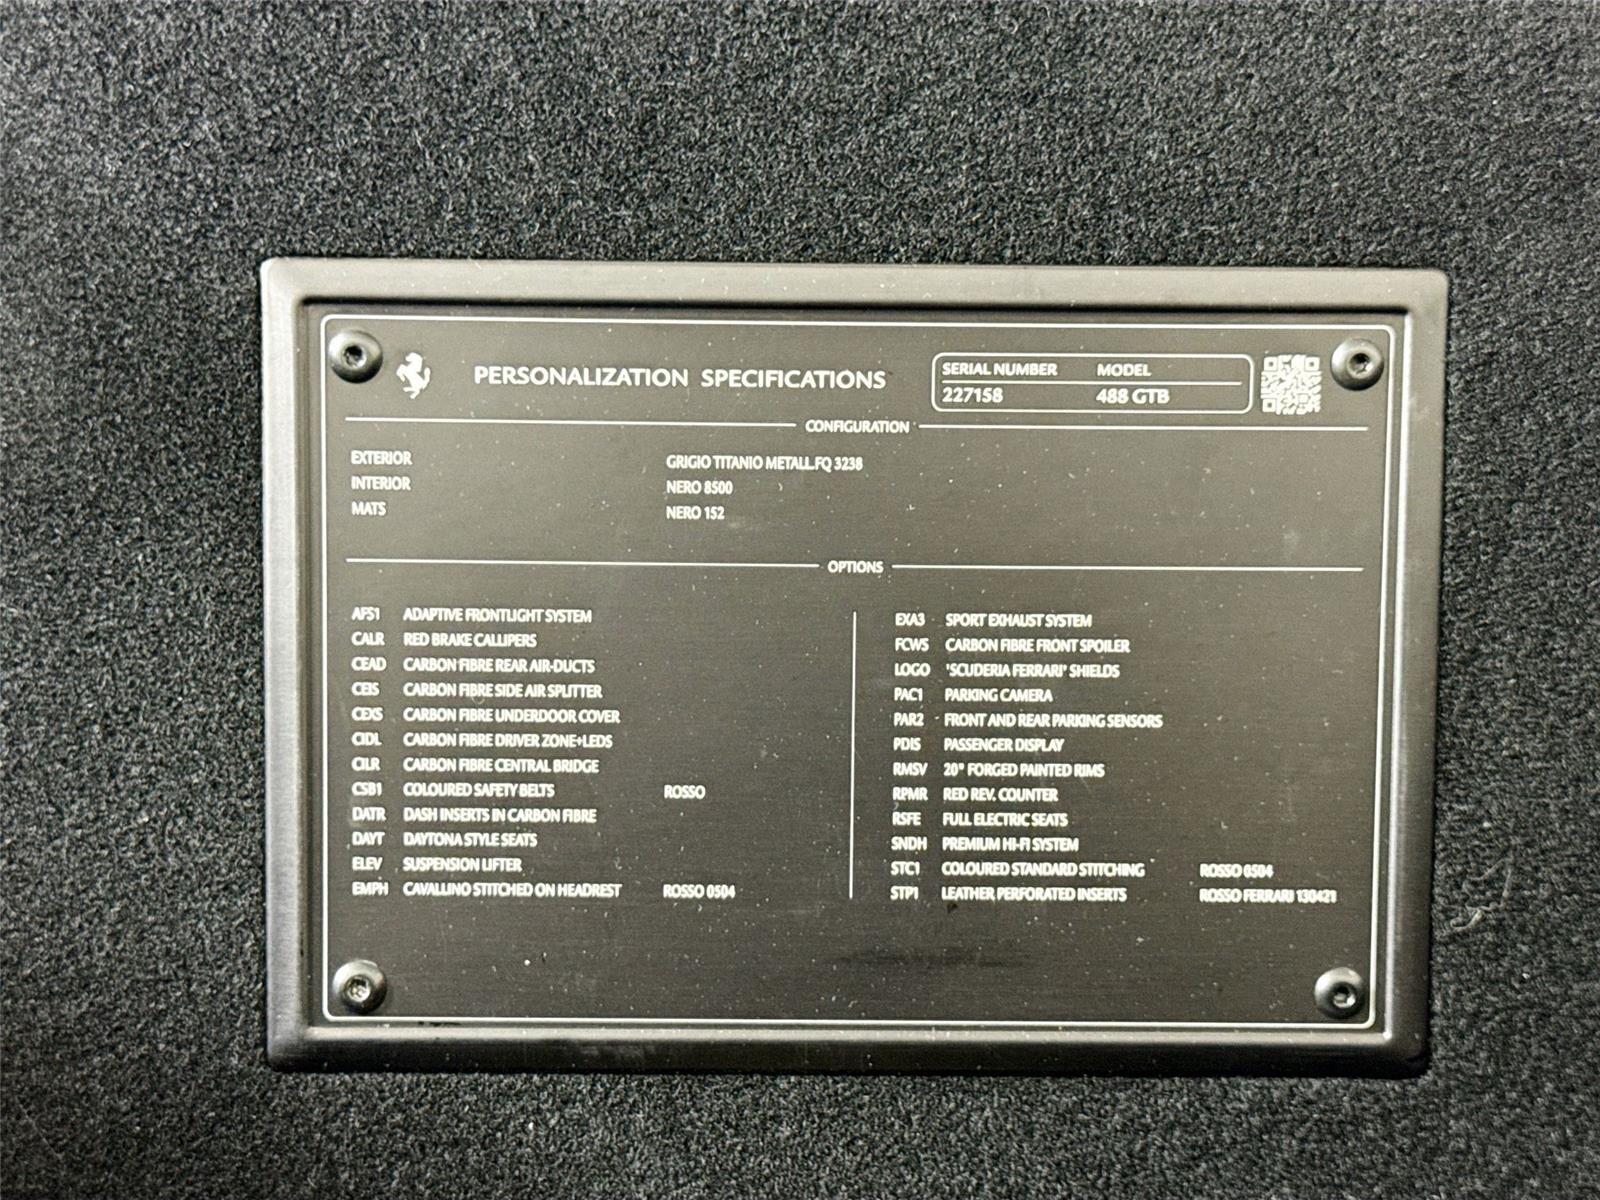 PERSONALIZATION SPECIFICATIONS
SERIAL NUMBER MODEL
227158 488 GTB
CONFIGURATION
EXTERIOR GRIGIO TITANIO METALL.FQ 3238
INTERIOR NERO 8500
MATS NERO 152
OPTIONS
AFS1 ADAPTIVE FRONTLIGHT SYSTEM
CALR RED BRAKE CALLIPERS
CEAD CARBON FIBRE REAR AIR-DUCTS
CEIS CARBON FIBRE SIDE AIR SPLITTER
CEXS CARBON FIBRE UNDERDOOR COVER
CIDL CARBON FIBRE DRIVER ZONE+LEDS
CILR CARBON FIBRE CENTRAL BRIDGE
CSB1 COLOURED SAFETY BELTS ROSSO
DATR DASH INSERTS IN CARBON FIBRE
DAYT DAYTONA STYLE SEATS
ELEV SUSPENSION LIFTER
EMPH CAVALLINO STITCHED ON HEADREST ROSSO 0504
EXA3 SPORT EXHAUST SYSTEM
FCWS CARBON FIBRE FRONT SPOILER
LOGO 'SCUDERIA FERRARI' SHIELDS
PAC1 PARKING CAMERA
PAR2 FRONT AND REAR PARKING SENSORS
PDIS PASSENGER DISPLAY
RMSV 20" FORGED PAINTED RIMS
RPMR RED REV. COUNTER
RSFE FULL ELECTRIC SEATS
SNDH PREMIUM HI-FI SYSTEM
STC1 COLOURED STANDARD STITCHING ROSSO 0504
STP1 LEATHER PERFORATED INSERTS ROSSO FERRARI 130421